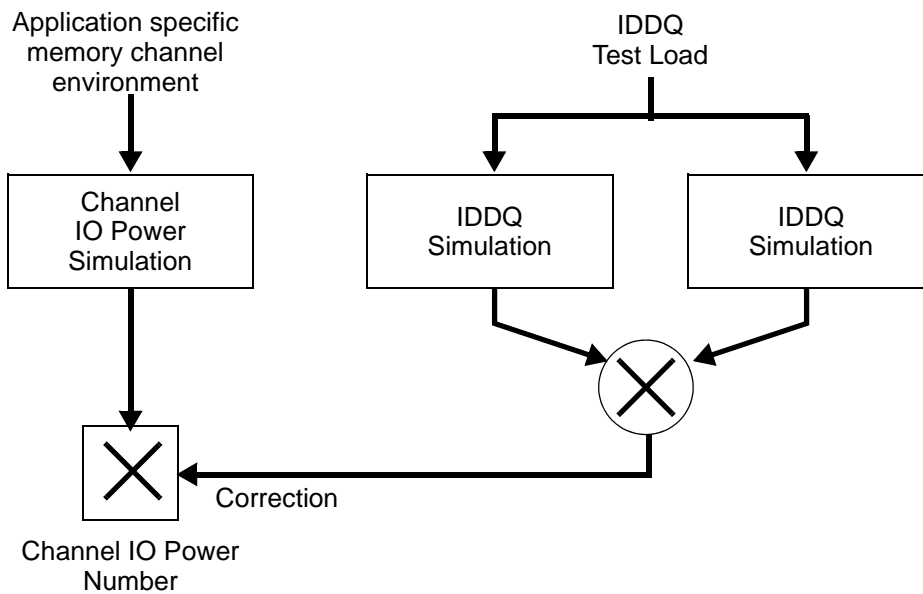 Application specific
memory channel
environment
IDDQ
Test Load
Channel
IO Power
Simulation
IDDQ
Simulation
IDDQ
Simulation
Correction
Channel IO Power
Number